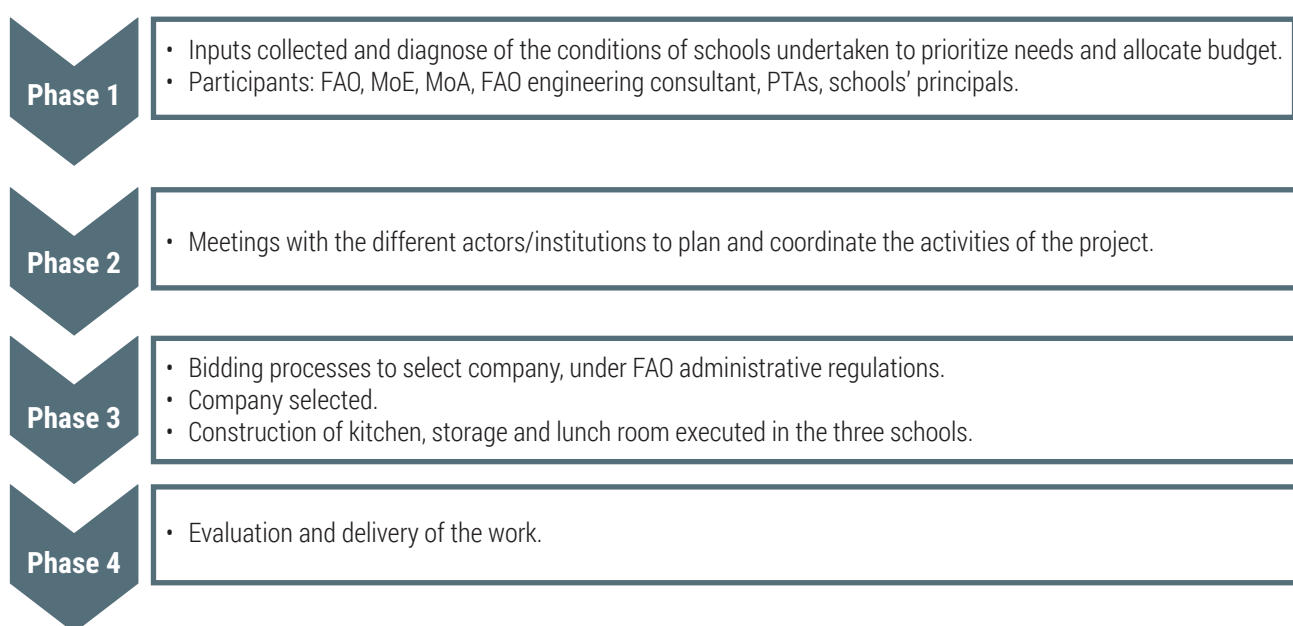 Phase 1
• Inputs collected and diagnose of the conditions of schools undertaken to prioritize needs and allocate budget.
• Participants: FAO, MoE, MoA, FAO engineering consultant, PTAs, schools' principals.
Phase 2
• Meetings with the different actors/institutions to plan and coordinate the activities of the project.
Phase 3
• Bidding processes to select company, under FAO administrative regulations.
• Company selected.
• Construction of kitchen, storage and lunch room executed in the three schools.
Phase 4
• Evaluation and delivery of the work.